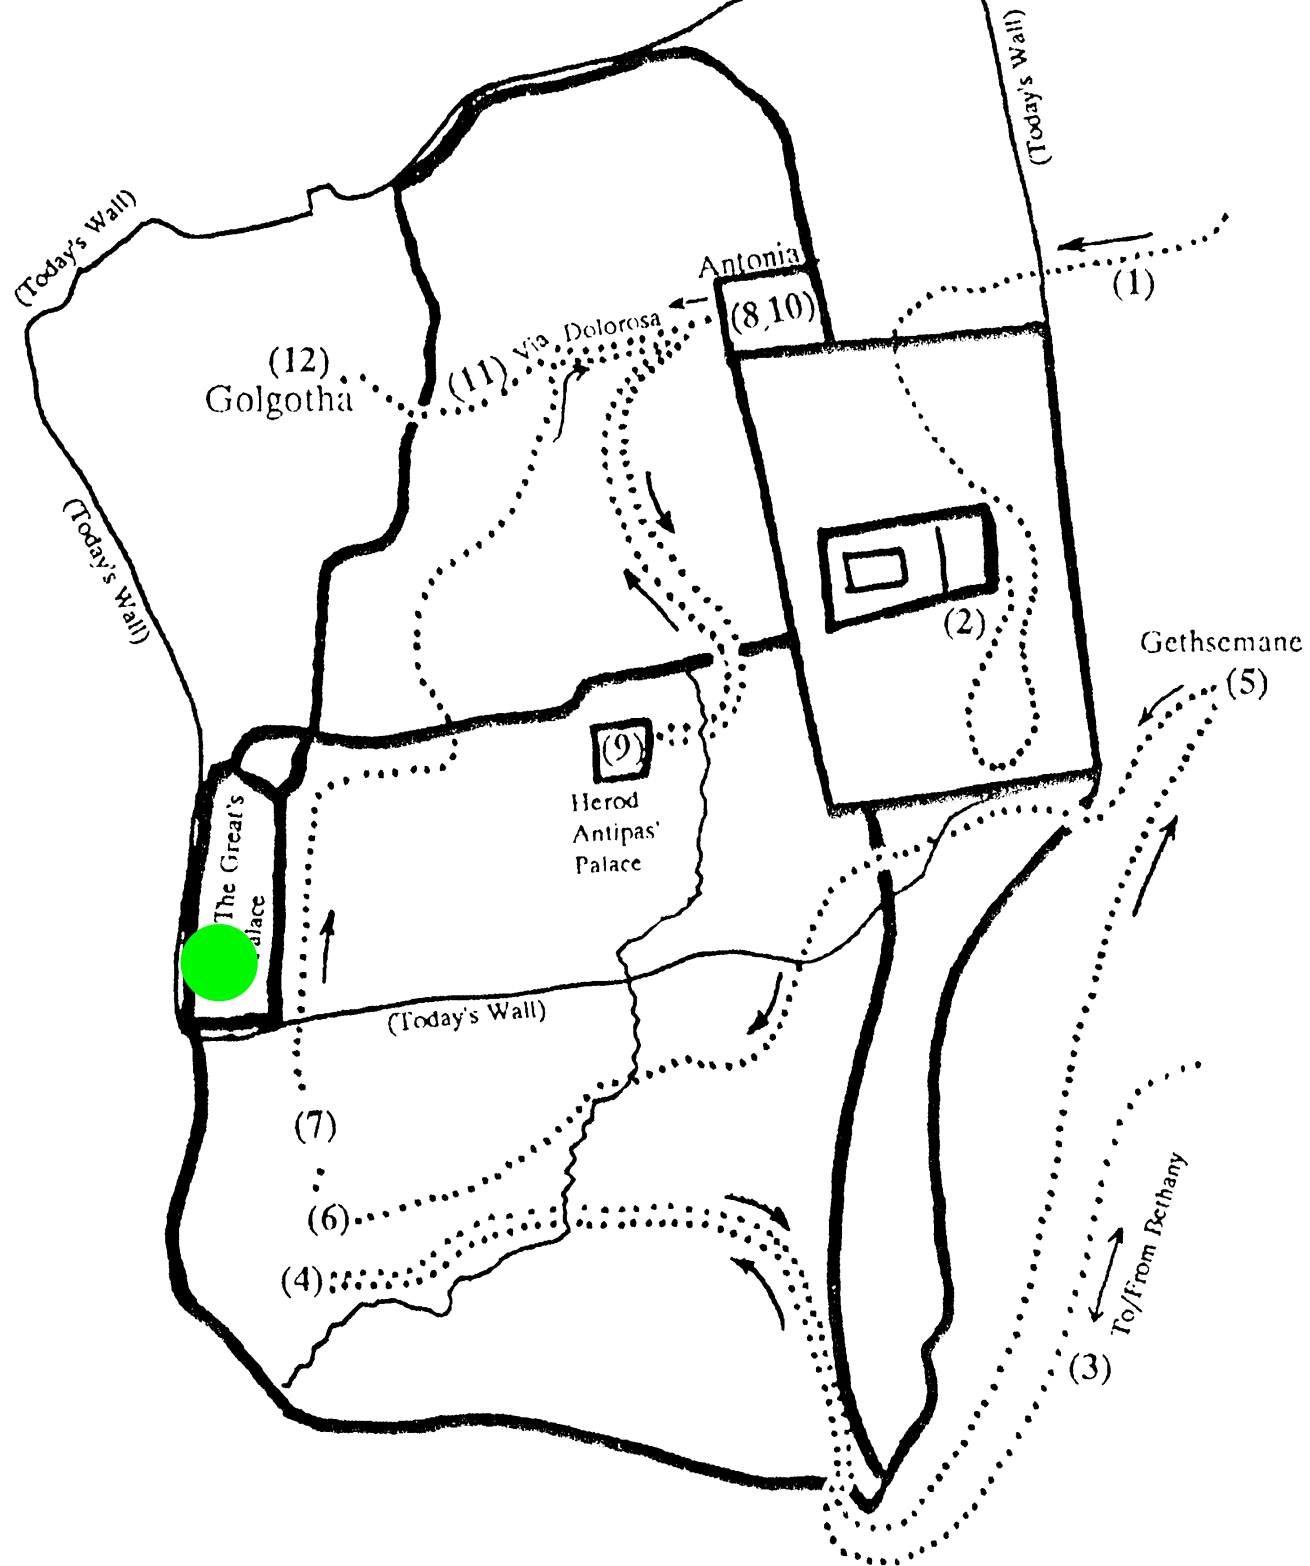 (Today's Wall)
(Today's Wall)
Antonia
(1)
(8,10)
Via Dolorosa
(12)
(11)
Golgotha
(Today's Wall)
(2)
Gethsemane
(5)
(9)
Herod
Antipas'
Palace
The Great's
(Today's Wall)
(7)
(6)
(4)
To/From Bethany
(3)